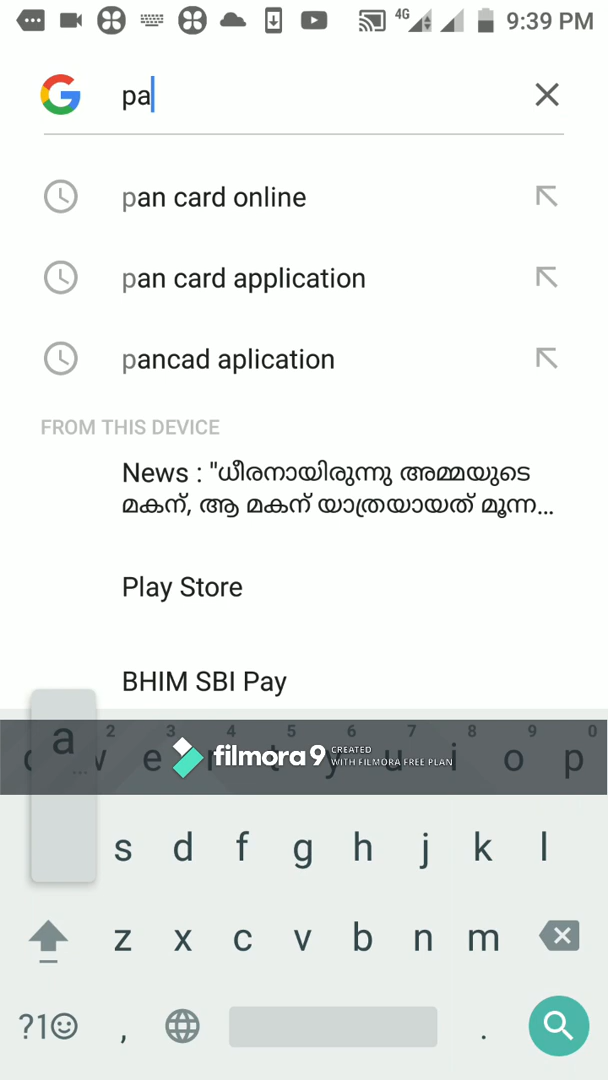 4G 9:39 PM
pa
pan card online
pan card application
pancad aplication
FROM THIS DEVICE
News : "ധീരനായിരുന്നു അമ്മയുടെ
മകന്, ആ മകന് യാത്രയായത് മൂന്ന...
Play Store
BHIM SBI Pay
a
2 3 4 5 6 7 8 9 0
w e r t y u i o p
filmora9 CREATED
WITH FILMORA FREE PLAN
s d f g h j k l
z x c v b n m
?1☺ , .